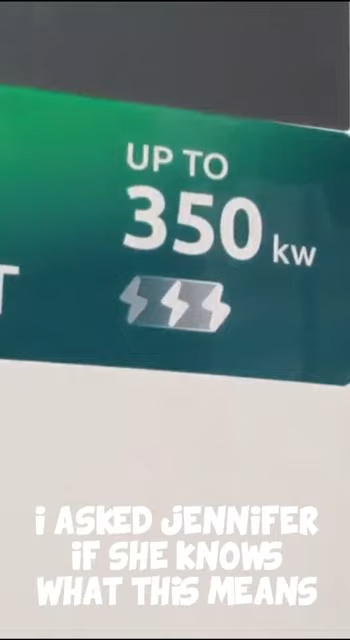 UP TO
350 kw
T
i ASKED JENNiFER
iF SHE KNOWS
WHAT THiS MEANS